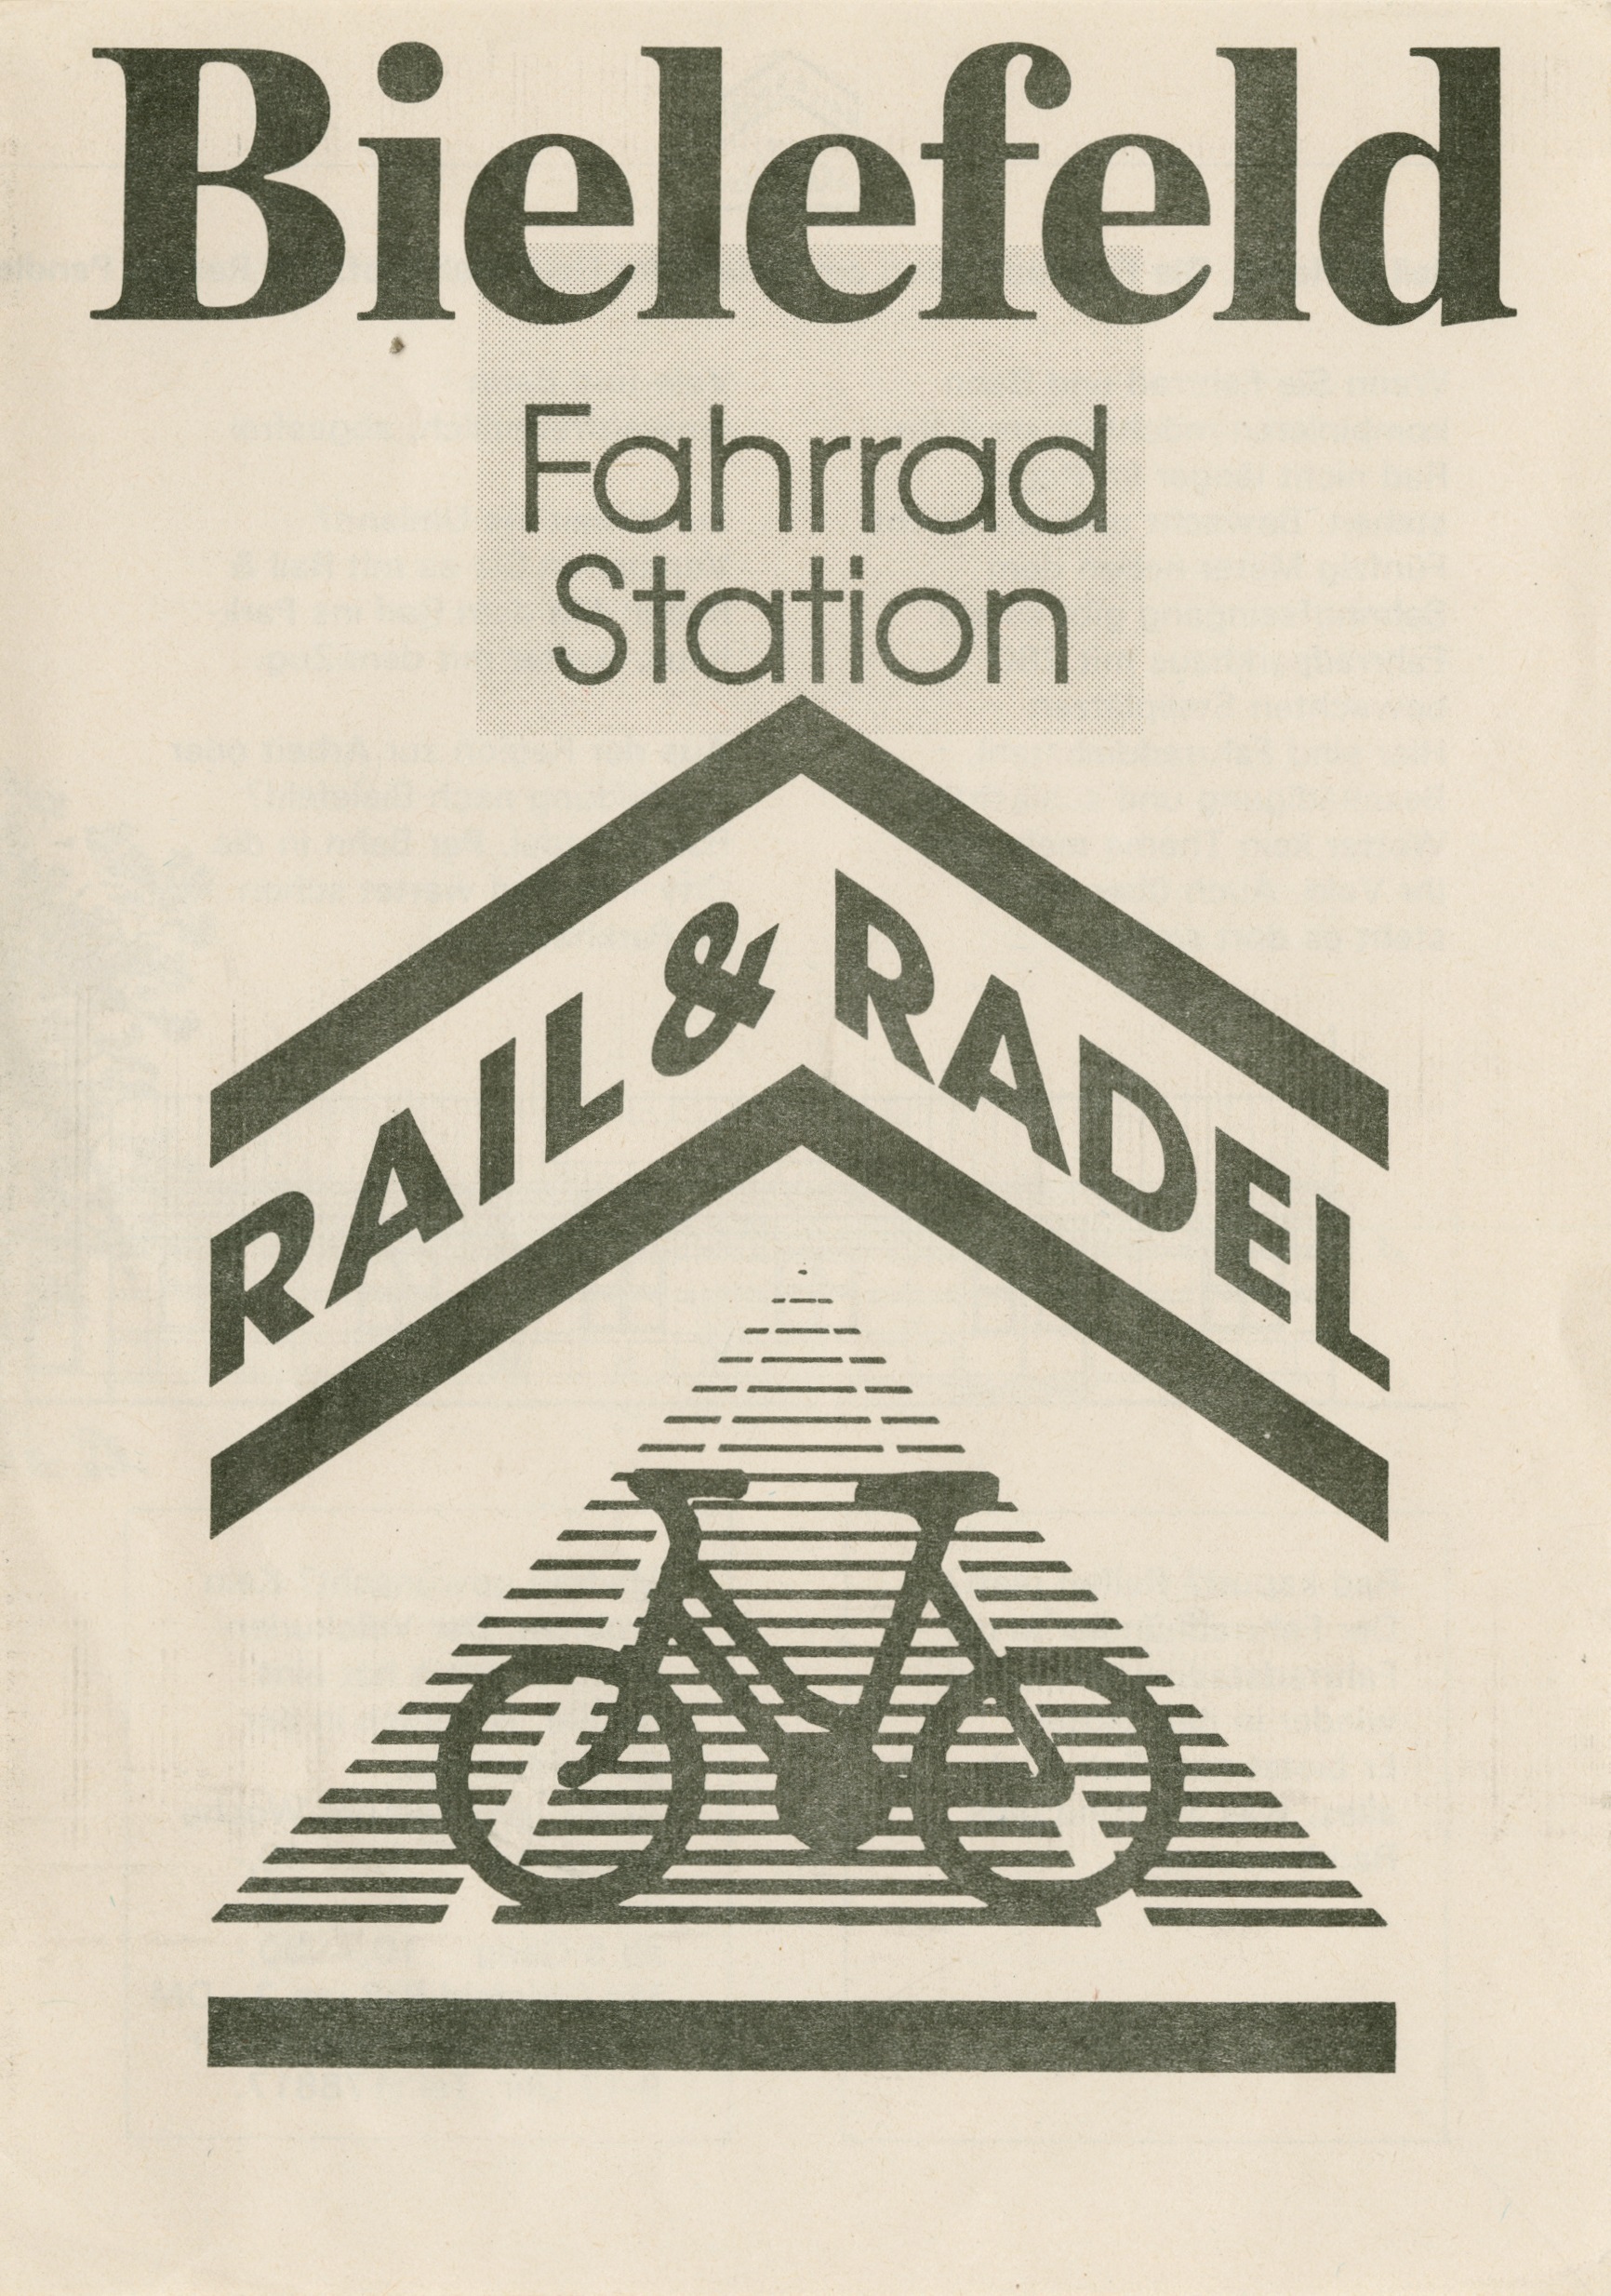 Bielefeld
Fahrrad
Station
RAIL & RADEL